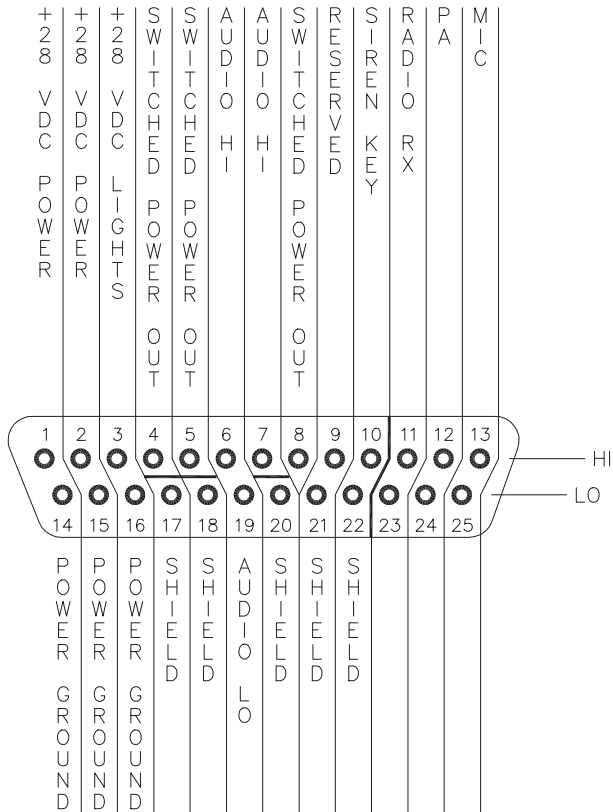 +28 VDC POWER
+28 VDC POWER
+28 VDC LIGHTS
SWITCHED POWER OUT
SWITCHED POWER OUT
AUDIO HI
AUDIO HI
SWITCHED POWER OUT
RESERVED
SIREN KEY
RADIO RX
PA
MIC
1 2 3 4 5 6 7 8 9 10 11 12 13
HI
LO
14 15 16 17 18 19 20 21 22 23 24 25
POWER GROUND
POWER GROUND
POWER GROUND
SHIELD
SHIELD
AUDIO LO
SHIELD
SHIELD
SHIELD